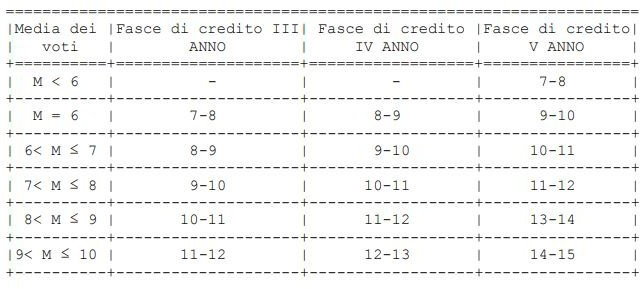 |Media dei |Fasce di credito III| Fasce di credito |Fasce di credito|
| voti | ANNO | IV ANNO | V ANNO |
| M < 6 | - | - | 7-8 |
| M = 6 | 7-8 | 8-9 | 9-10 |
| 6< M ≤ 7 | 8-9 | 9-10 | 10-11 |
| 7< M ≤ 8 | 9-10 | 10-11 | 11-12 |
| 8< M ≤ 9 | 10-11 | 11-12 | 13-14 |
|9< M ≤ 10 | 11-12 | 12-13 | 14-15 |